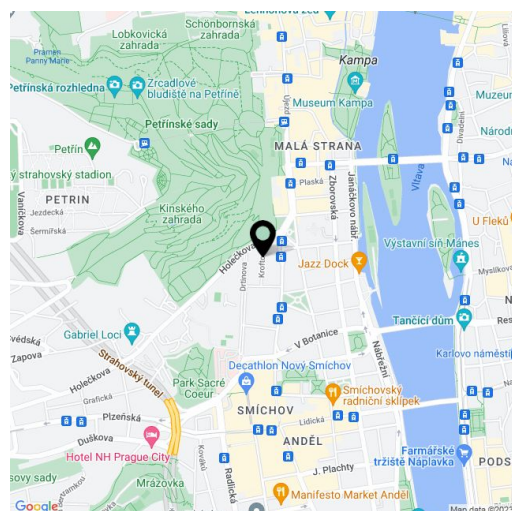 Lennonova zeď
Schönbornská
zahrada
Lobkovická
zahrada
Kampa
Pramen
Panny Marie
Petřínská rozhledna
Zrcadlové
bludiště na Petříně
Museum Kampa
Újezd
Muzeu
Divadelní
Liliová
Petřínské sady
Národ
Petřín
MALÁ STRANA
Vltava
ý strahovský stadion
Plaská
Zborovská
Janáčkovo nábř.
Vaníčkova
PETRIN
Jezdecká
Šermířská
Kinského
zahrada
U Fleků
Výstavní síň Mánes
Holečkova
Kroftova
Drtinova
Jazz Dock
Myslíkova
N
Tančící dům
Res
Gabriel Loci
V Botanice
Nábřežní
švédská
Zapova
Karlovo náměstí
Strahovský tunel
Holečkova
Decathlon Nový Smíchov
Park Sacré
Coeur
Grafická
Smíchovský
radniční sklípek
Plzeňská
SMÍCHOV
Lidická
Duškova
ANDĚL
Farmářské
tržiště Náplavka
Hotel NH Prague City
Kováků
Radlická
J. Plachty
PODS
sovy sady
Mrázovka
Manifesto Market Anděl
Google